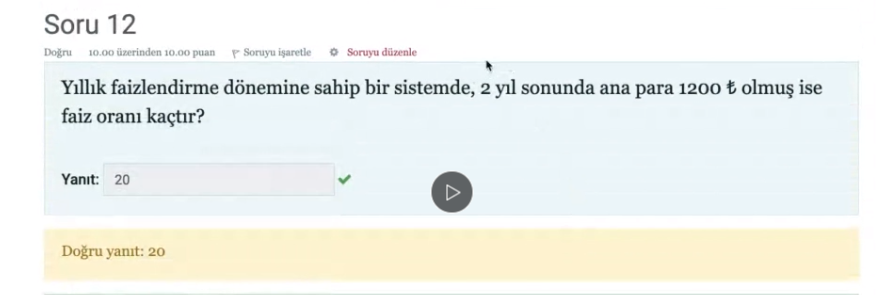 Soru 12
Doğru 10.00 üzerinden 10.00 puan Soruyu işaretle Soruyu düzenle
Yıllık faizlendirme dönemine sahip bir sistemde, 2 yıl sonunda ana para 1200 ₺ olmuş ise
faiz oranı kaçtır?
Yanıt: 20
Doğru yanıt: 20